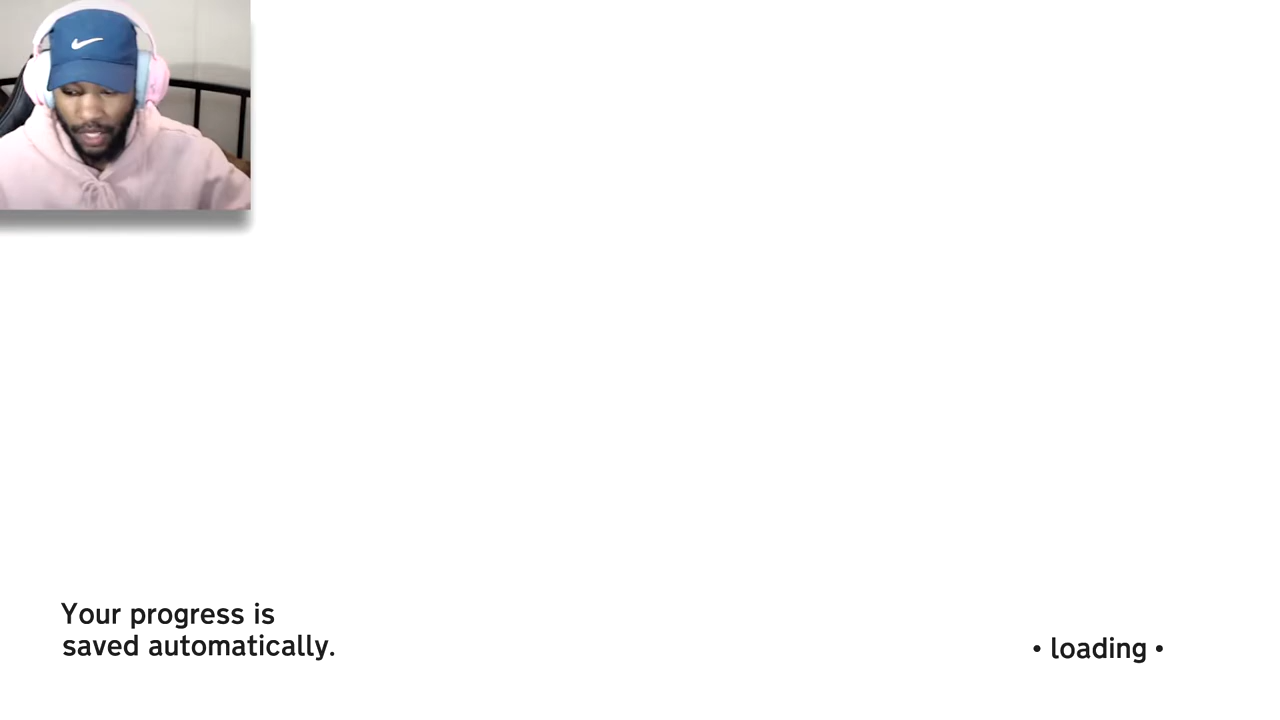 Your progress is
saved automatically.
• loading •